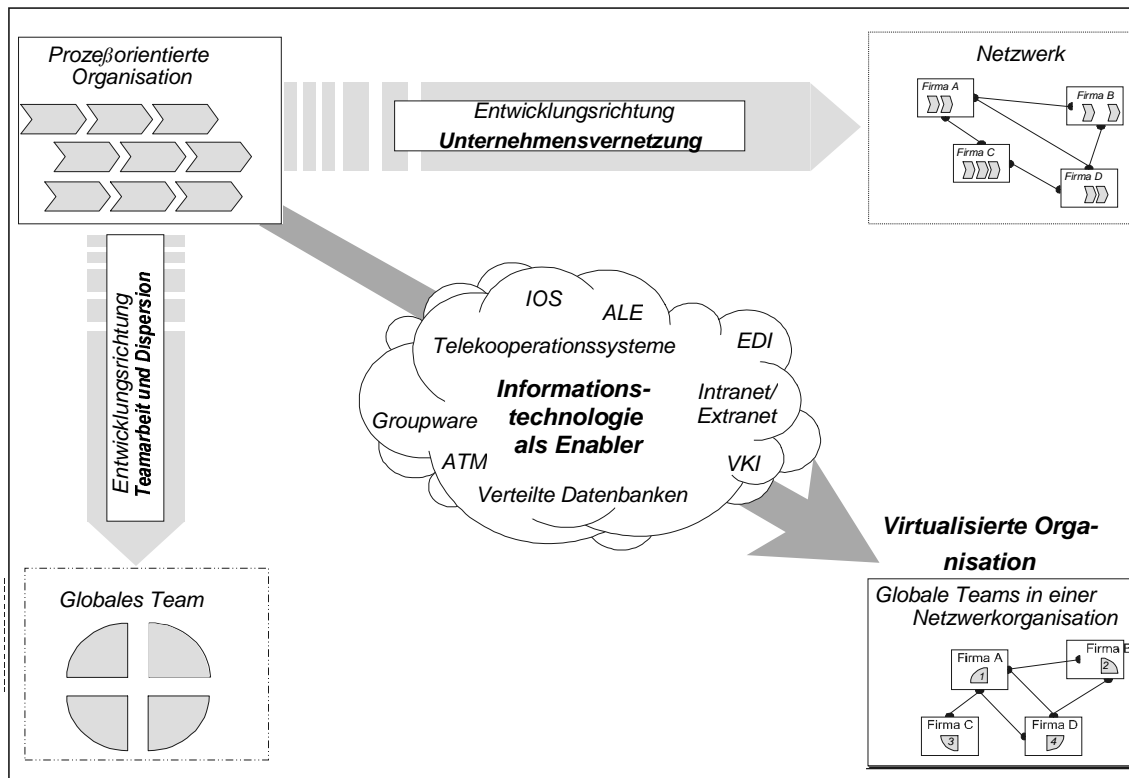 Prozeßorientierte
Organisation
Entwicklungsrichtung
Unternehmensvernetzung
Netzwerk
Firma A
Firma B
Firma C
Firma D
Entwicklungsrichtung
Teamarbeit und Dispersion
IOS
ALE
EDI
Telekooperationssysteme
Informations-
technologie
als Enabler
Intranet/
Extranet
Groupware
ATM
VKI
Verteilte Datenbanken
Globales Team
Virtualisierte Orga-
nisation
Globale Teams in einer
Netzwerkorganisation
Firma A
1
Firma B
2
Firma C
3
Firma D
4